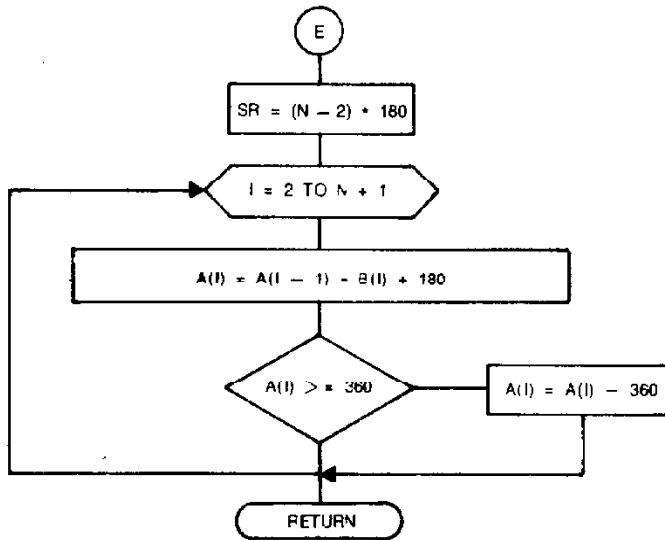 E
SR = (N - 2) * 180
I = 2 TO N + 1
A(I) = A(I - 1) - B(I) + 180
A(I) > = 360
A(I) = A(I) - 360
RETURN